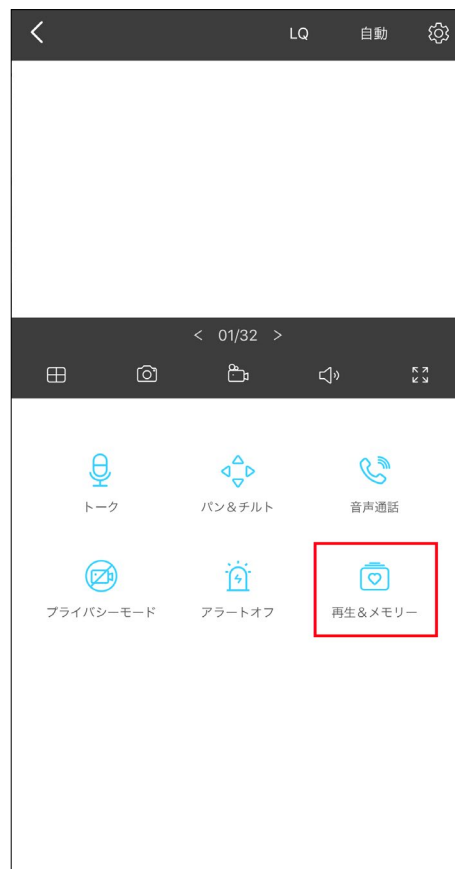 LQ 自動
< 01/32 >
トーク パン&チルト 音声通話
プライバシーモード アラートオフ 再生&メモリー